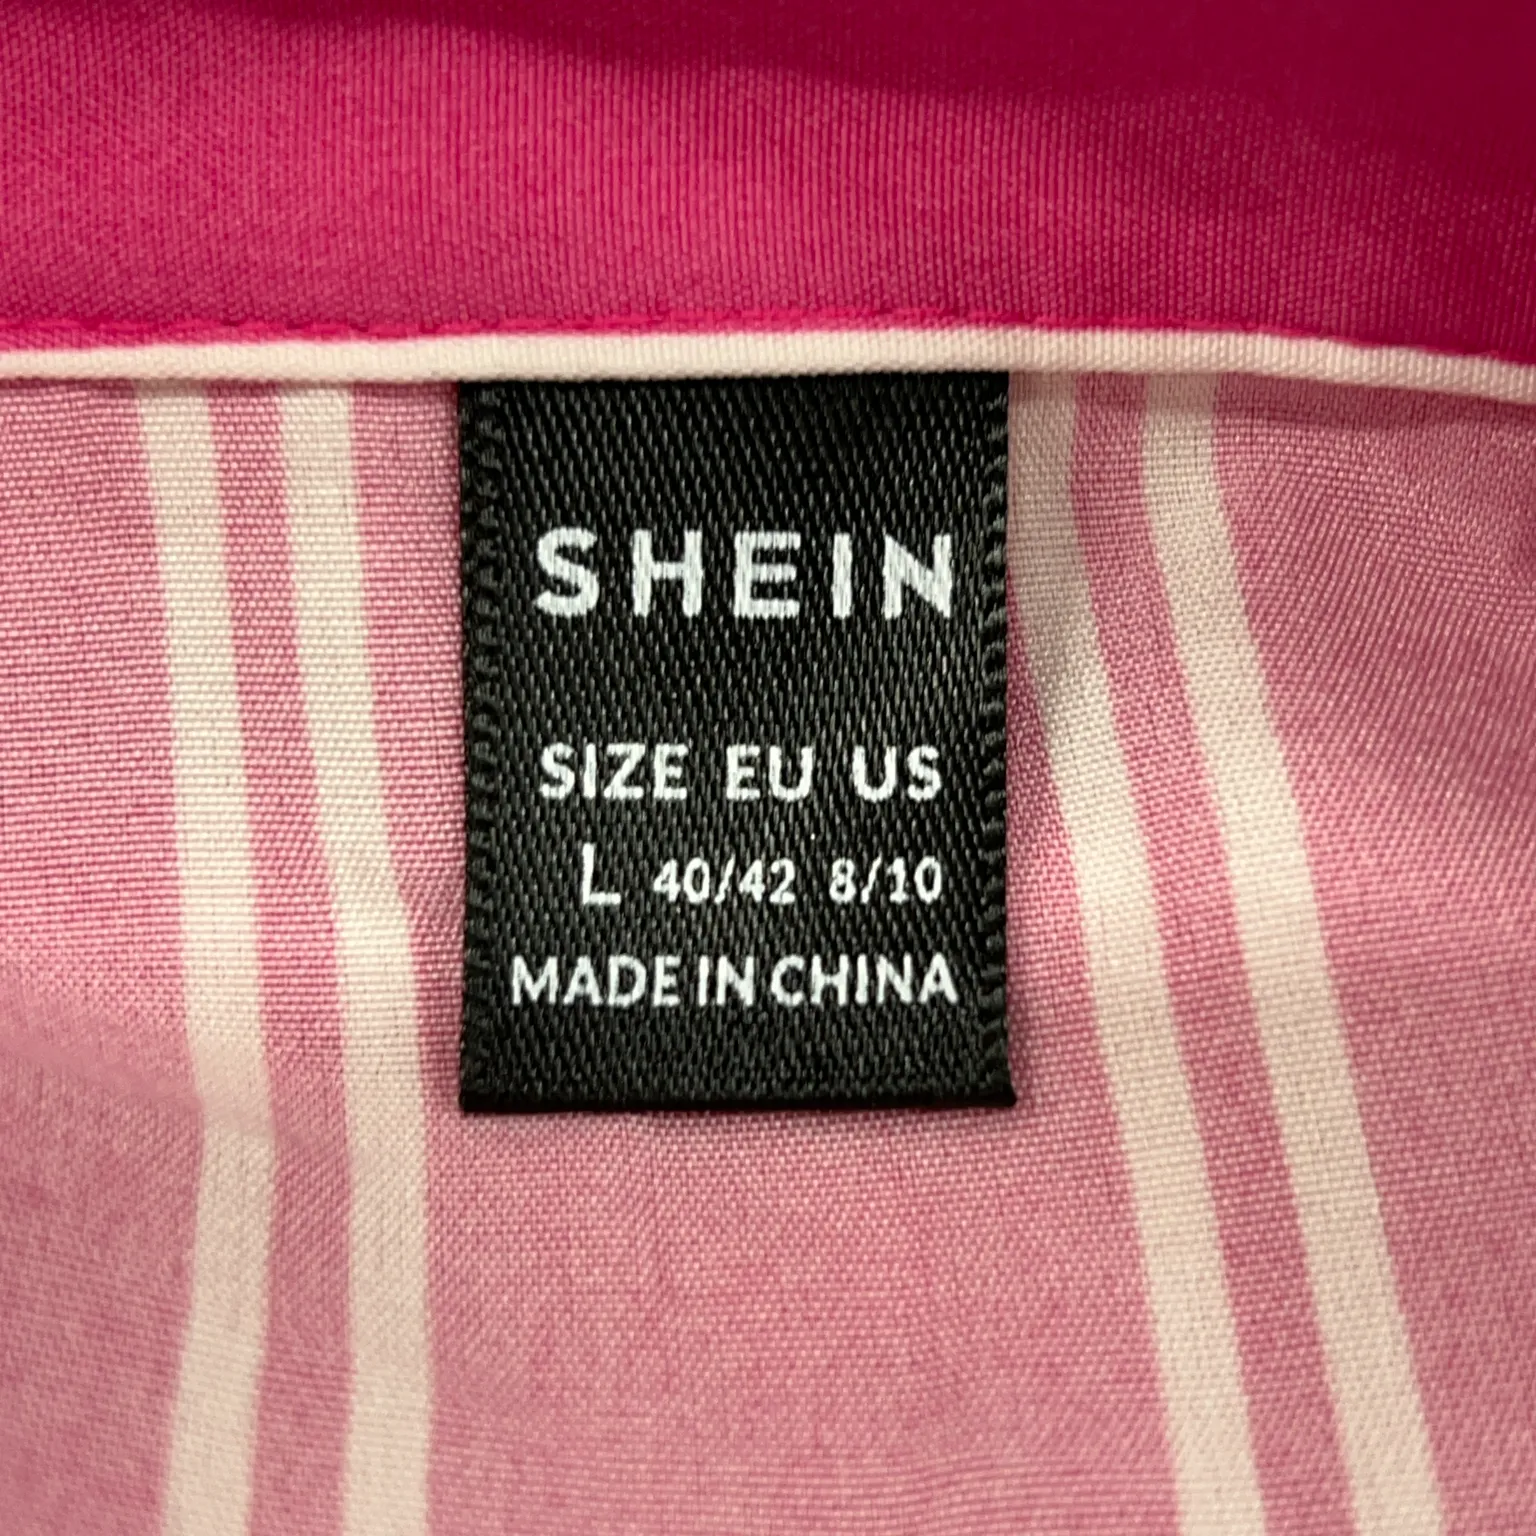 SHEIN
SIZE EU US
L 40/42 8/10
MADE IN CHINA